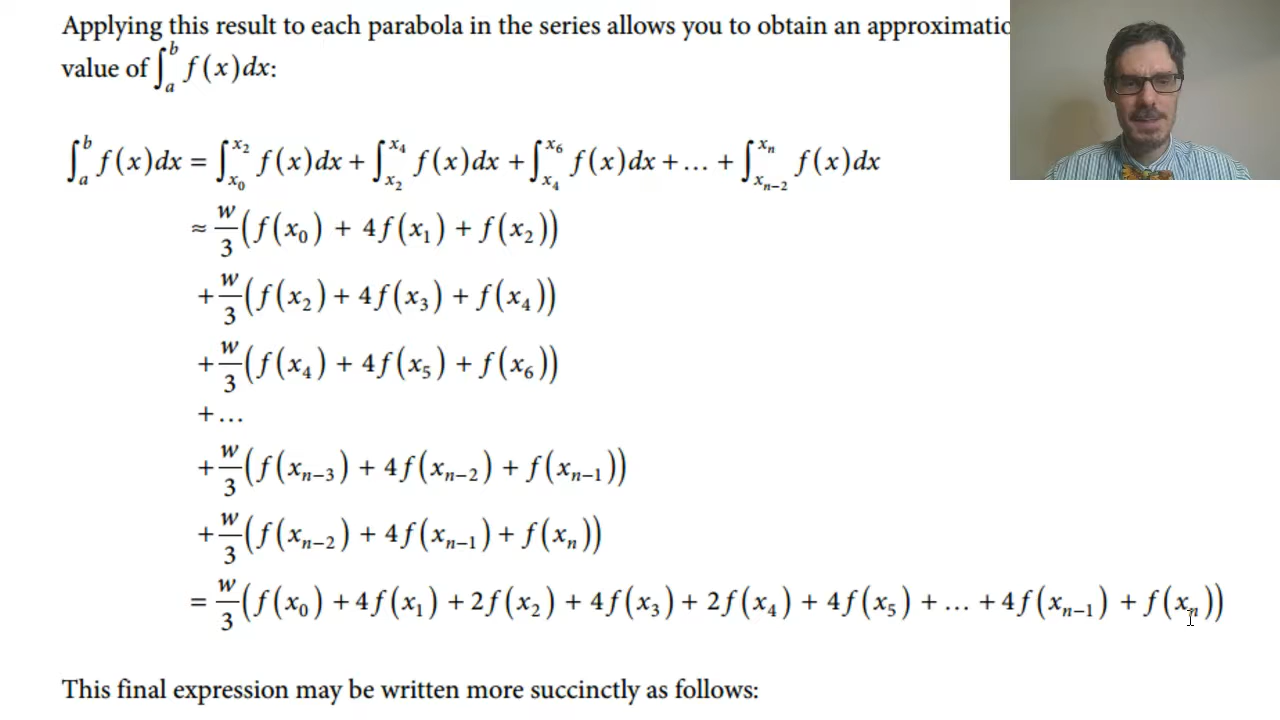 Applying this result to each parabola in the series allows you to obtain an approximatio
value of ∫_a^b f(x)dx:
∫_a^b f(x)dx = ∫_{x_0}^{x_2} f(x)dx + ∫_{x_2}^{x_4} f(x)dx + ∫_{x_4}^{x_6} f(x)dx + … + ∫_{x_{n−2}}^{x_n} f(x)dx
≈ w/3 (f(x_0) + 4f(x_1) + f(x_2))
+ w/3 (f(x_2) + 4f(x_3) + f(x_4))
+ w/3 (f(x_4) + 4f(x_5) + f(x_6))
+…
+ w/3 (f(x_{n−3}) + 4f(x_{n−2}) + f(x_{n−1}))
+ w/3 (f(x_{n−2}) + 4f(x_{n−1}) + f(x_n))
= w/3 (f(x_0) + 4f(x_1) + 2f(x_2) + 4f(x_3) + 2f(x_4) + 4f(x_5) + … + 4f(x_{n−1}) + f(x_n))
This final expression may be written more succinctly as follows: